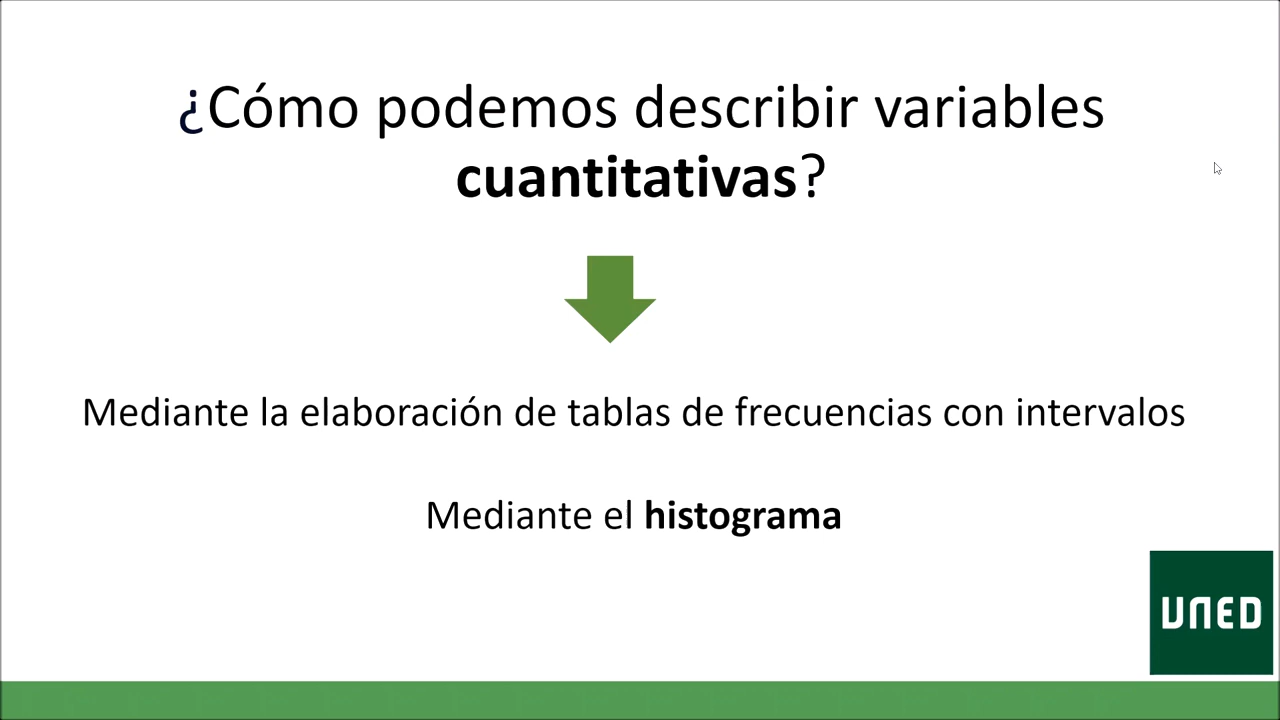 ¿Cómo podemos describir variables
cuantitativas?
Mediante la elaboración de tablas de frecuencias con intervalos
Mediante el histograma
UNED